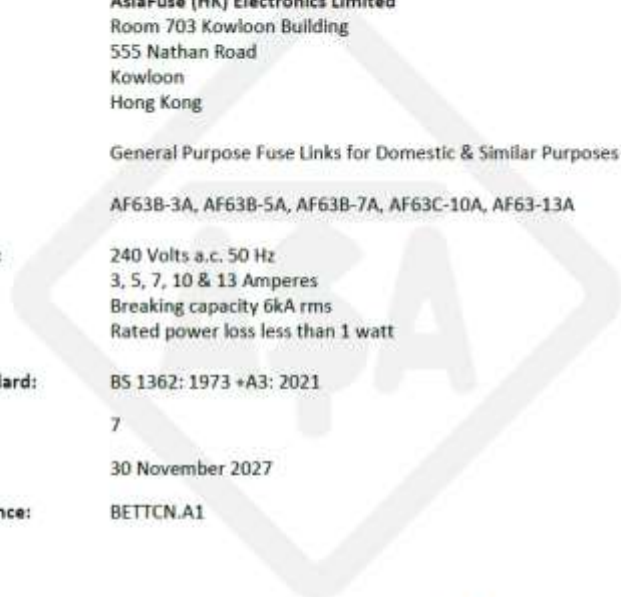 AsiaFuse (HK) Electronics Limited
Room 703 Kowloon Building
555 Nathan Road
Kowloon
Hong Kong
General Purpose Fuse Links for Domestic & Similar Purposes
AF63B-3A, AF63B-5A, AF63B-7A, AF63C-10A, AF63-13A
: 240 Volts a.c. 50 Hz
3, 5, 7, 10 & 13 Amperes
Breaking capacity 6kA rms
Rated power loss less than 1 watt
lard: BS 1362: 1973 +A3: 2021
7
30 November 2027
nce: BETTCN.A1
ASA